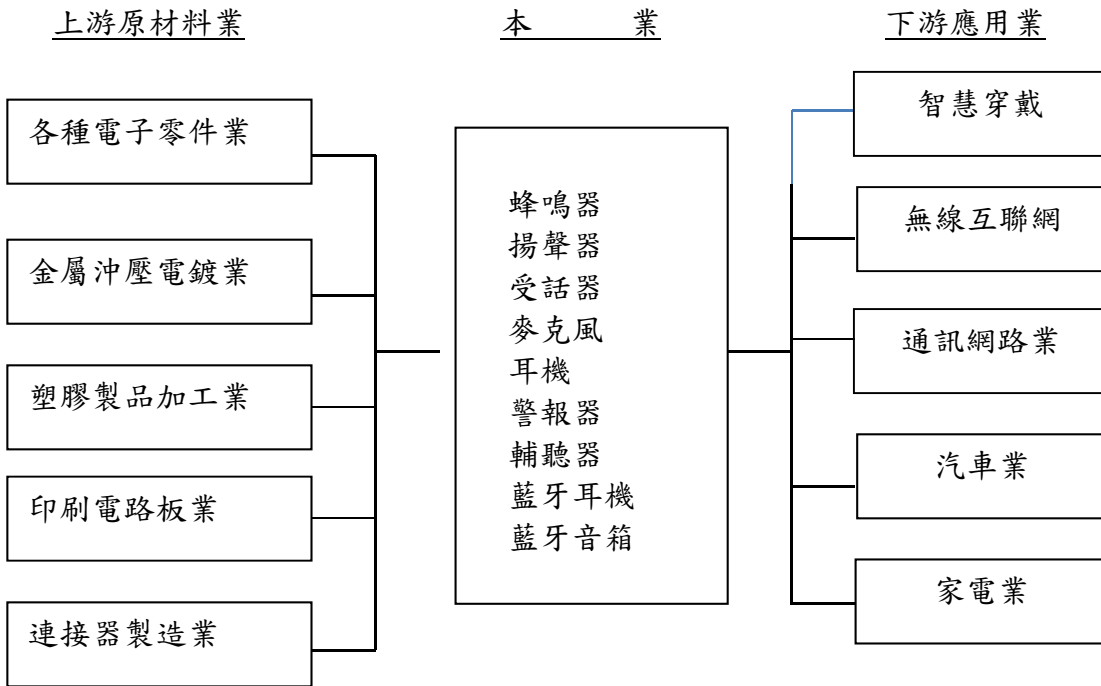 上游原材料業
本 業
下游應用業
各種電子零件業
金屬沖壓電鍍業
塑膠製品加工業
印刷電路板業
連接器製造業
蜂鳴器
揚聲器
受話器
麥克風
耳機
警報器
輔聽器
藍牙耳機
藍牙音箱
智慧穿戴
無線互聯網
通訊網路業
汽車業
家電業